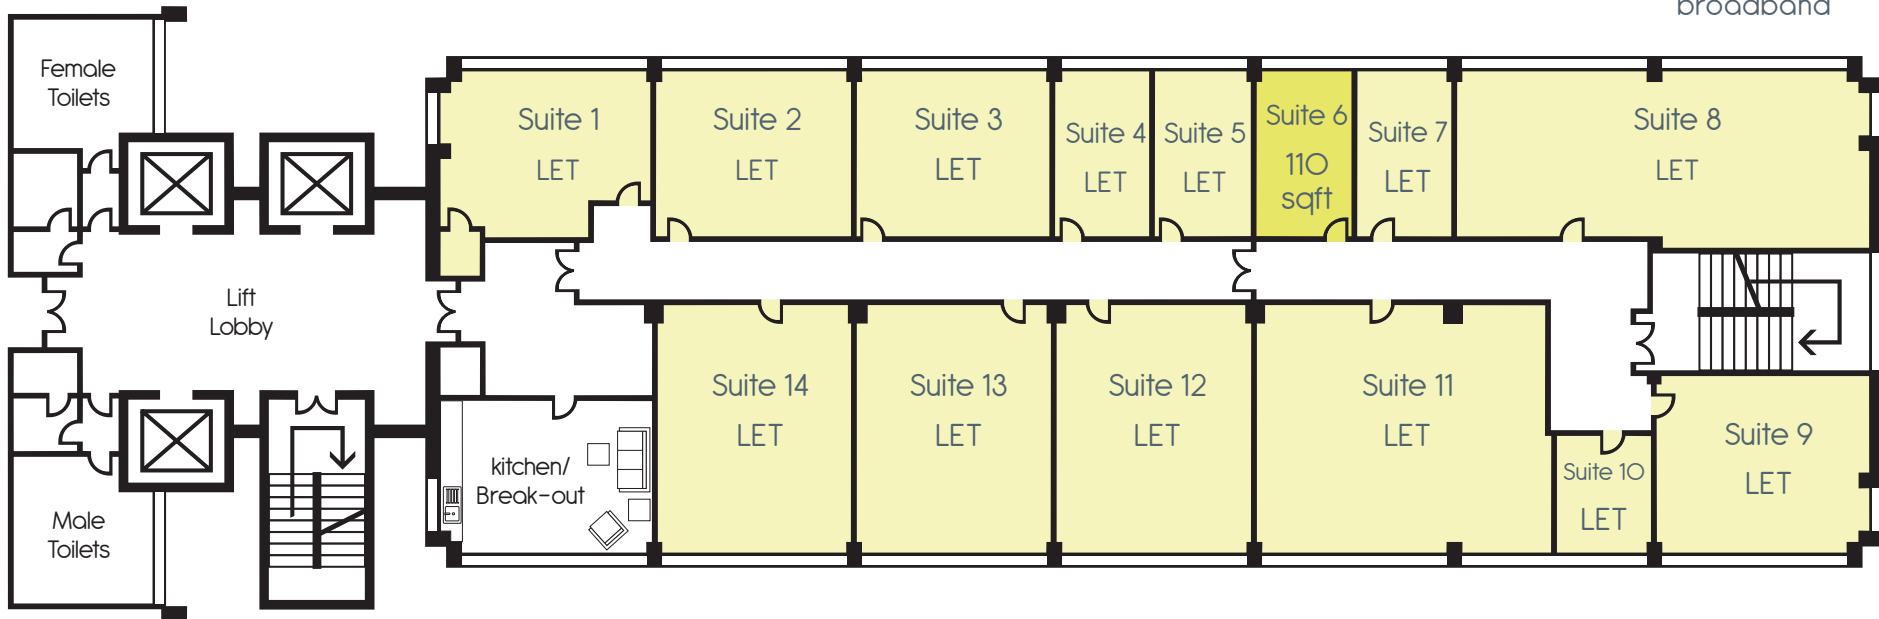 broadband
Female
Toilets
Suite 1
LET
Suite 2
LET
Suite 3
LET
Suite 4
LET
Suite 5
LET
Suite 6
110
sqft
Suite 7
LET
Suite 8
LET
Lift
Lobby
kitchen/
Break-out
Suite 14
LET
Suite 13
LET
Suite 12
LET
Suite 11
LET
Suite 10
LET
Suite 9
LET
Male
Toilets